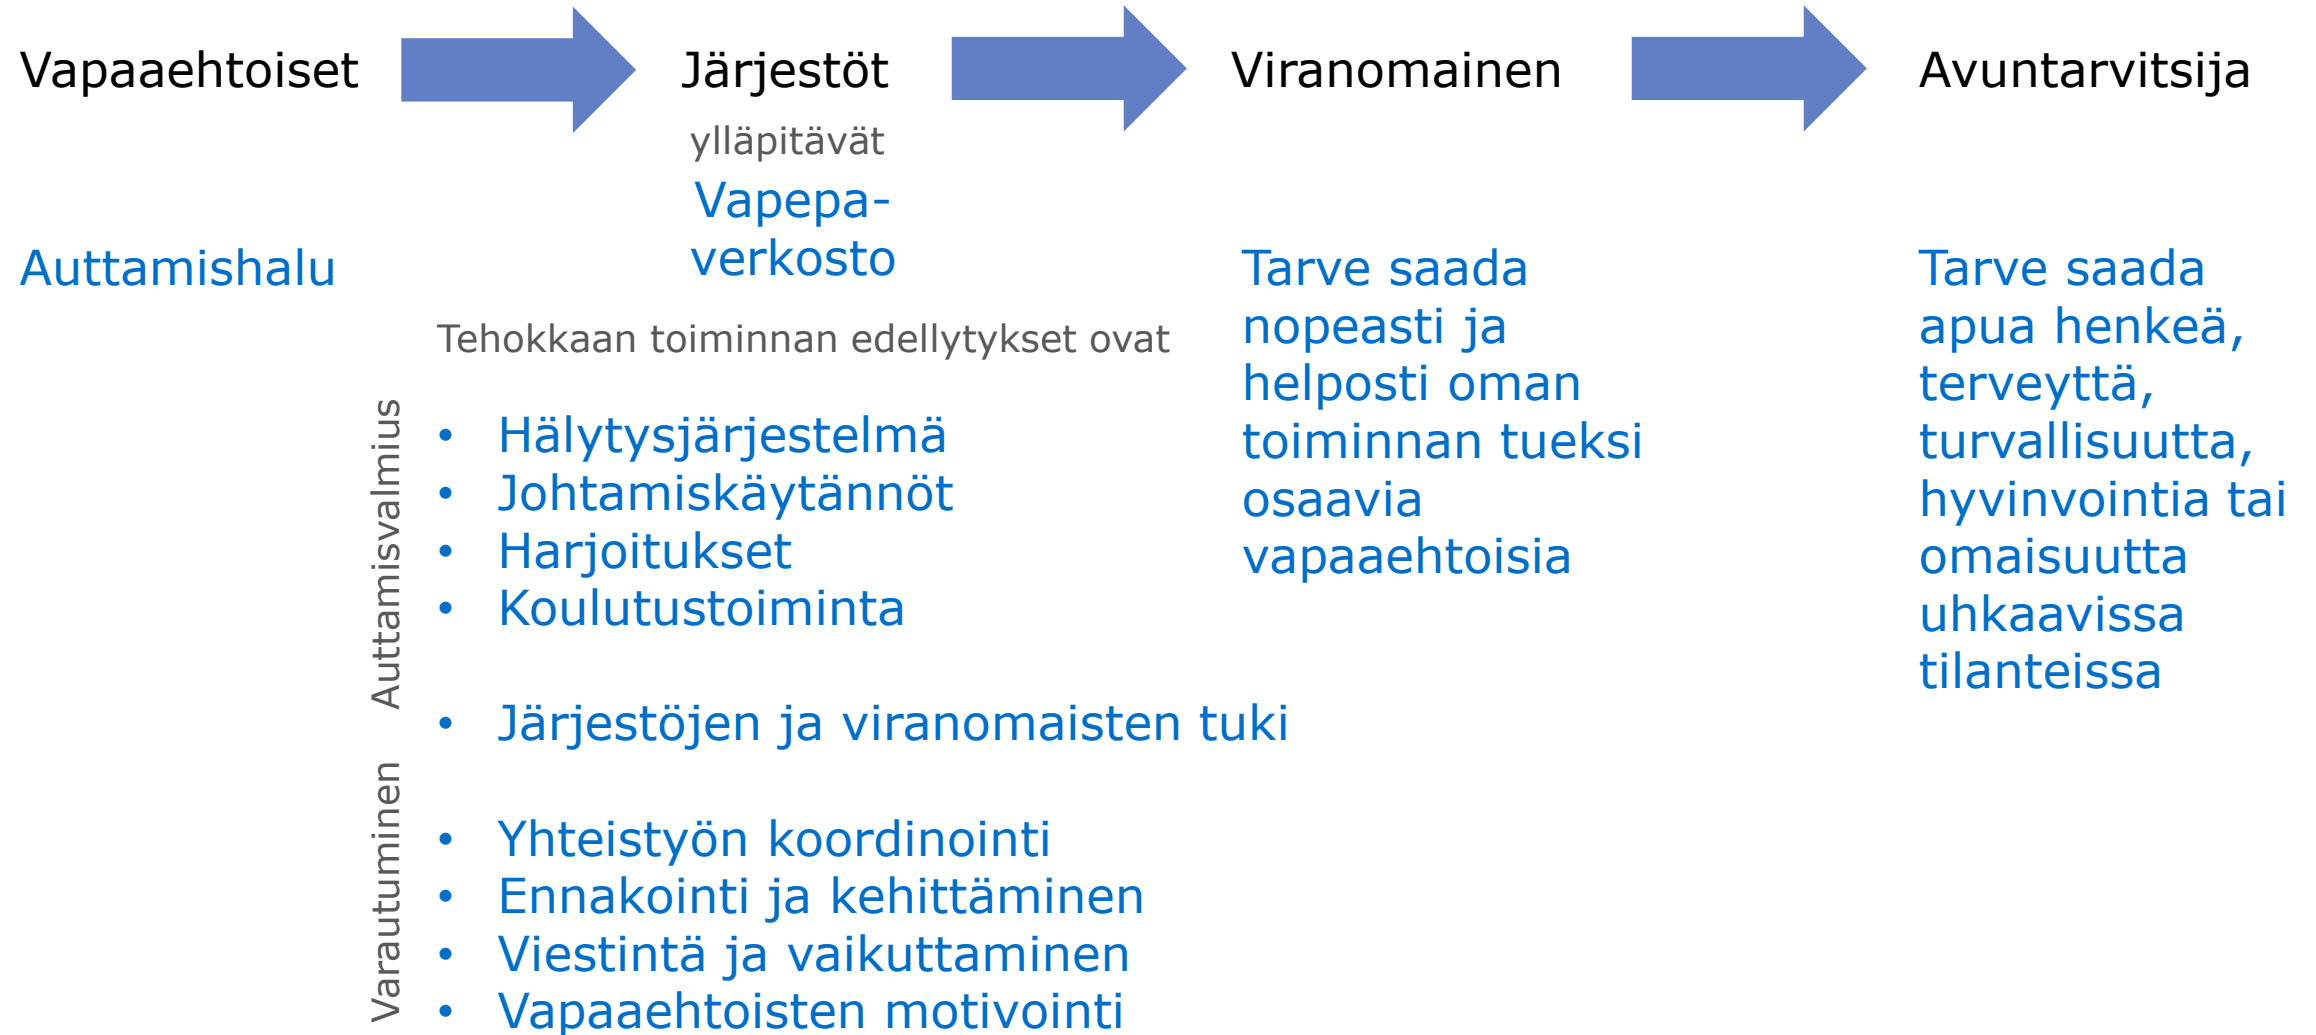 Vapaaehtoiset
Järjestöt
Viranomainen
Avuntarvitsija
ylläpitävät
Vapepa-
verkosto
Auttamishalu
Tehokkaan toiminnan edellytykset ovat
Auttamisvalmius
• Hälytysjärjestelmä
• Johtamiskäytännöt
• Harjoitukset
• Koulutustoiminta
• Järjestöjen ja viranomaisten tuki
Varautuminen
• Yhteistyön koordinointi
• Ennakointi ja kehittäminen
• Viestintä ja vaikuttaminen
• Vapaaehtoisten motivointi
Tarve saada
nopeasti ja
helposti oman
toiminnan tueksi
osaavia
vapaaehtoisia
Tarve saada
apua henkeä,
terveyttä,
turvallisuutta,
hyvinvointia tai
omaisuutta
uhkaavissa
tilanteissa